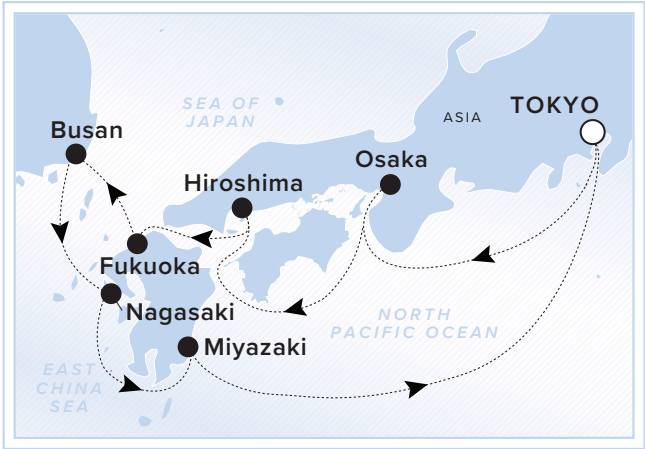 SEA OF
JAPAN
ASIA
TOKYO
Busan
Osaka
Hiroshima
Fukuoka
Nagasaki
NORTH
PACIFIC OCEAN
Miyazaki
EAST
CHINA
SEA